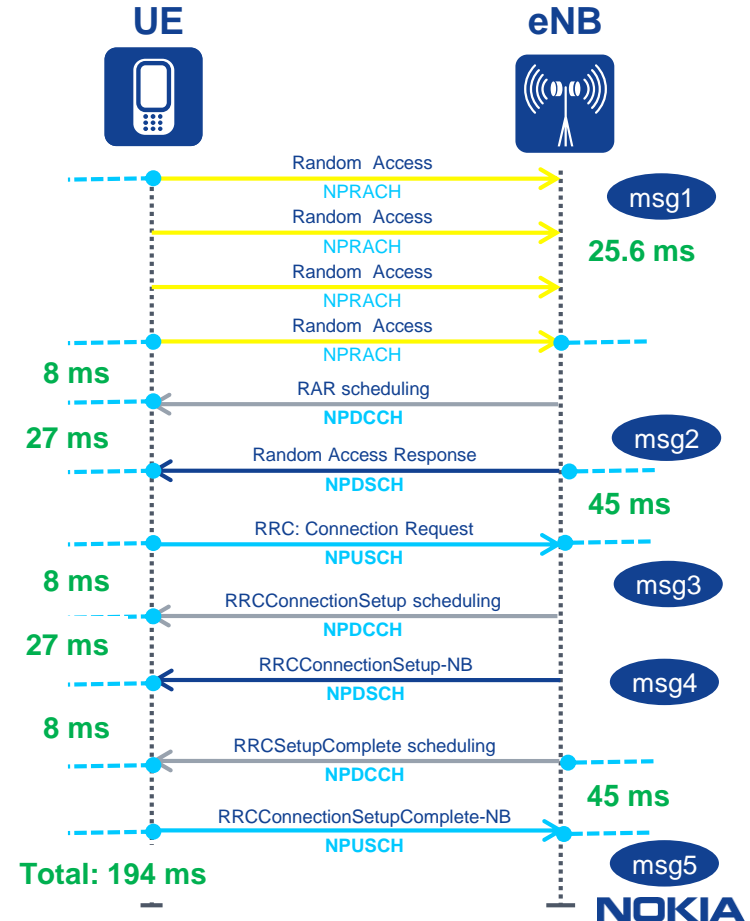 UE
eNB
Random Access
NPRACH
msg1
Random Access
NPRACH
25.6 ms
Random Access
NPRACH
Random Access
NPRACH
8 ms
RAR scheduling
NPDCCH
27 ms
msg2
Random Access Response
NPDSCH
45 ms
RRC: Connection Request
NPUSCH
8 ms
msg3
RRCConnectionSetup scheduling
NPDCCH
27 ms
RRCConnectionSetup-NB
NPDSCH
msg4
8 ms
RRCSetupComplete scheduling
NPDCCH
45 ms
RRCConnectionSetupComplete-NB
NPUSCH
msg5
Total: 194 ms
NOKIA